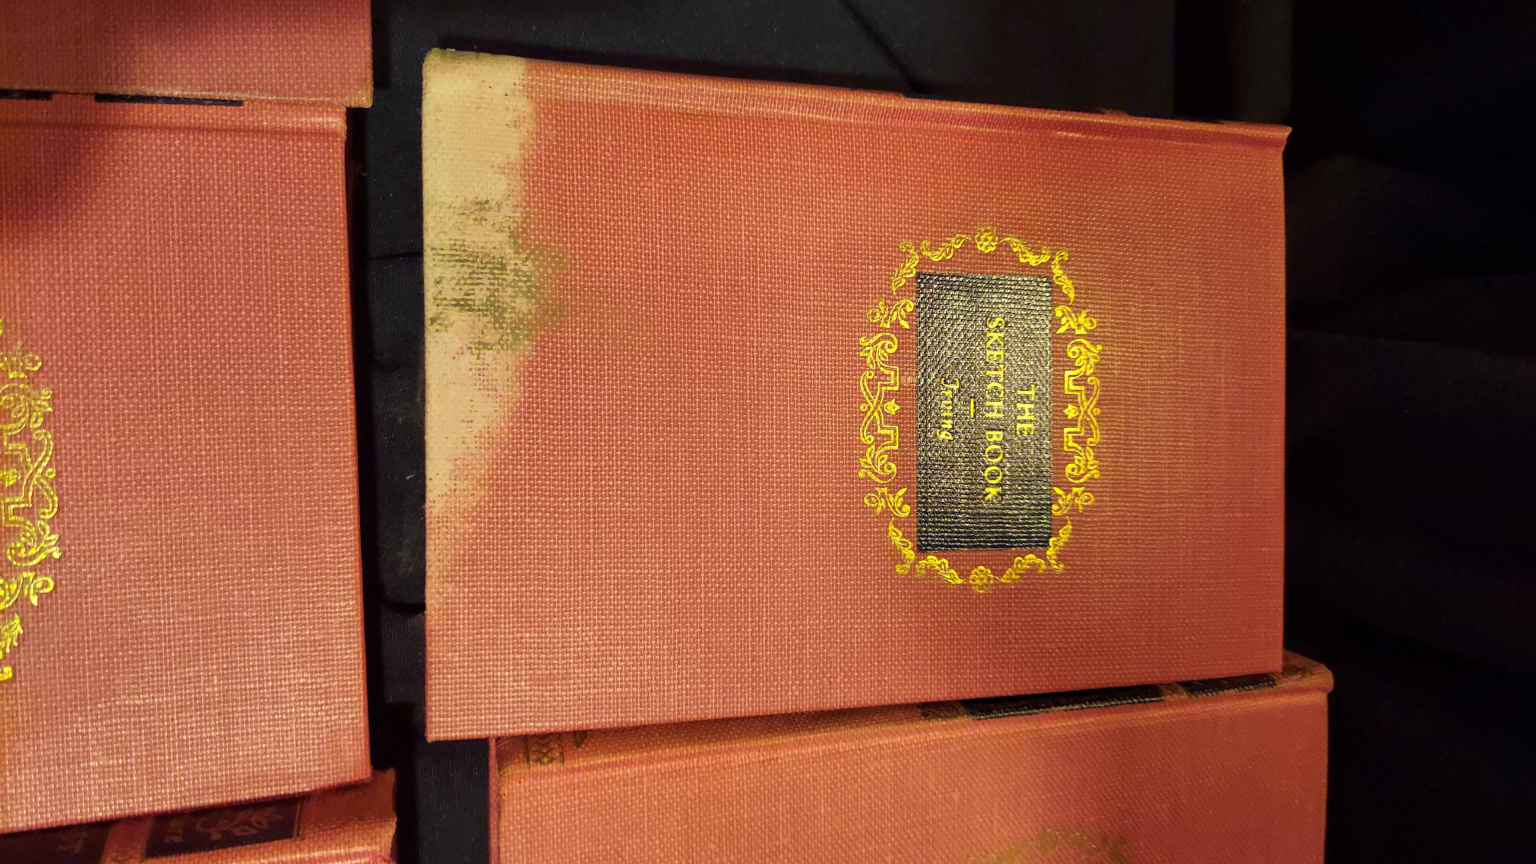 THE
SKETCH BOOK
–
Irving